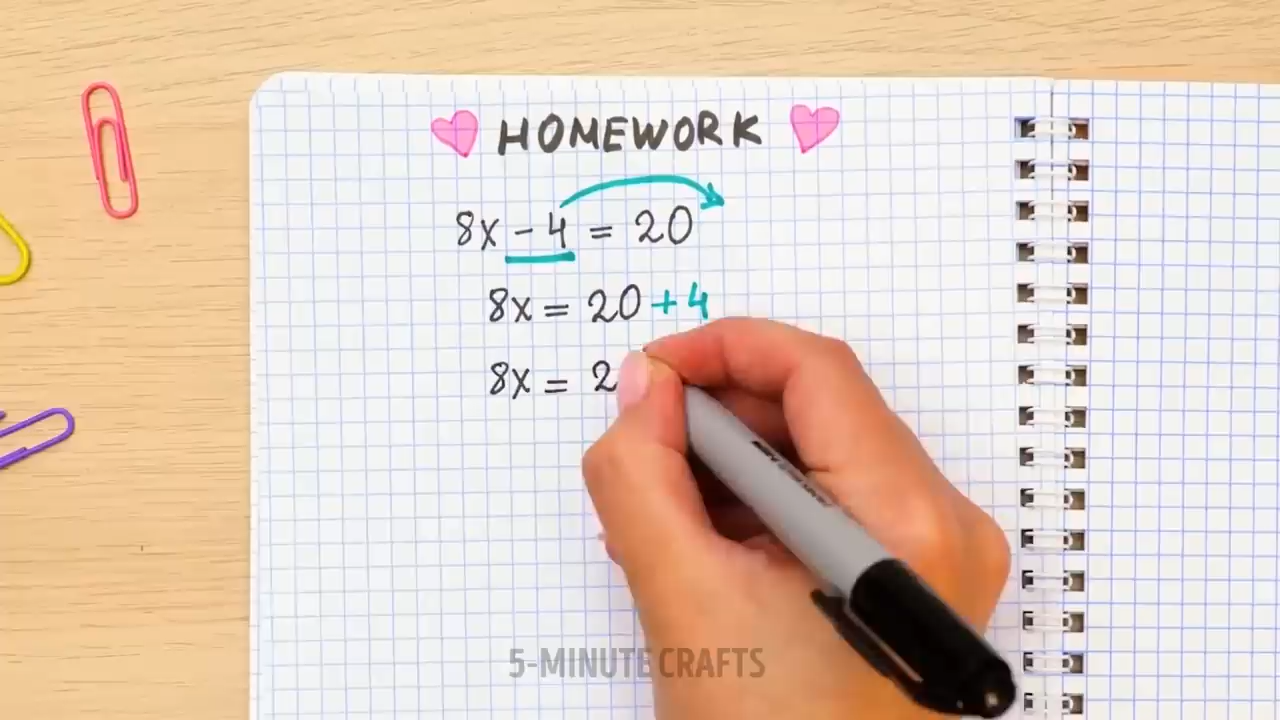 HOMEWORK
8x - 4 = 20
8x = 20 + 4
8x = 2
5-MINUTE CRAFTS